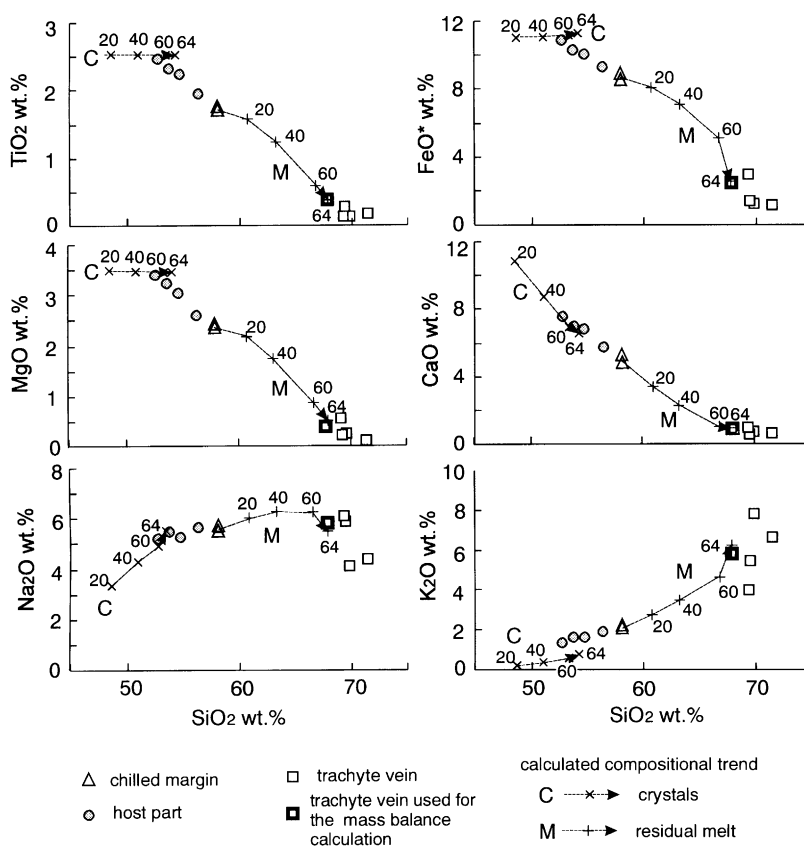 20 40 60 64
C
20
40
M
60
64
TiO2 wt.%
3
2
1
0
50 60 70
20 40 60 64
C
20
40
60
M
64
FeO* wt.%
12
8
4
0
50 60 70
C
20 40 60 64
20
40
M
60
64
MgO wt.%
4
3
2
1
0
20
C
40
60
64
20
40
M
60 64
CaO wt.%
12
8
4
0
20
40
60
64
C
20
40
60
M
64
Na2O wt.%
8
6
4
2
0
50 60 70
SiO2 wt.%
C
20
40
60
64
20
40
M
60
64
K2O wt.%
10
8
6
4
2
0
50 60 70
SiO2 wt.%
chilled margin
host part
trachyte vein
trachyte vein used for
the mass balance
calculation
calculated compositional trend
C crystals
M residual melt